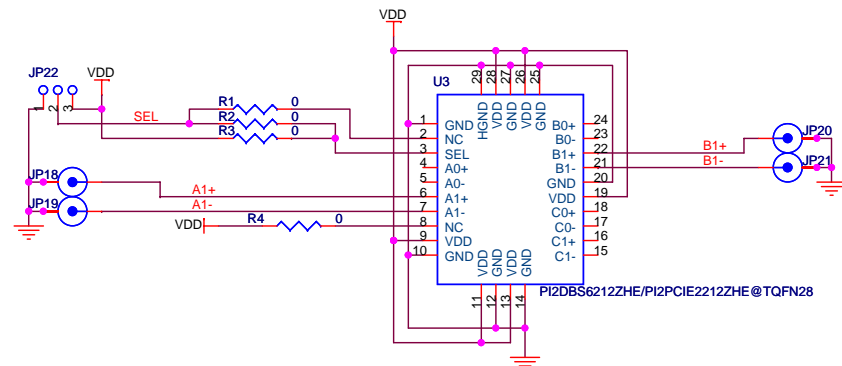 VDD
JP22
VDD
1
2
3
SEL
R1 0
R2 0
R3 0
JP18
JP19
A1+
A1-
VDD
R4 0
U3
29
28
27
26
25
HGND
VDD
GND
VDD
GND
1 GND
2 NC
3 SEL
4 A0+
5 A0-
6 A1+
7 A1-
8 NC
9 VDD
10 GND
B0+ 24
B0- 23
B1+ 22
B1- 21
GND 20
VDD 19
C0+ 18
C0- 17
C1+ 16
C1- 15
VDD
GND
VDD
GND
11
12
13
14
B1+
B1-
JP20
JP21
PI2DBS6212ZHE/PI2PCIE2212ZHE@TQFN28